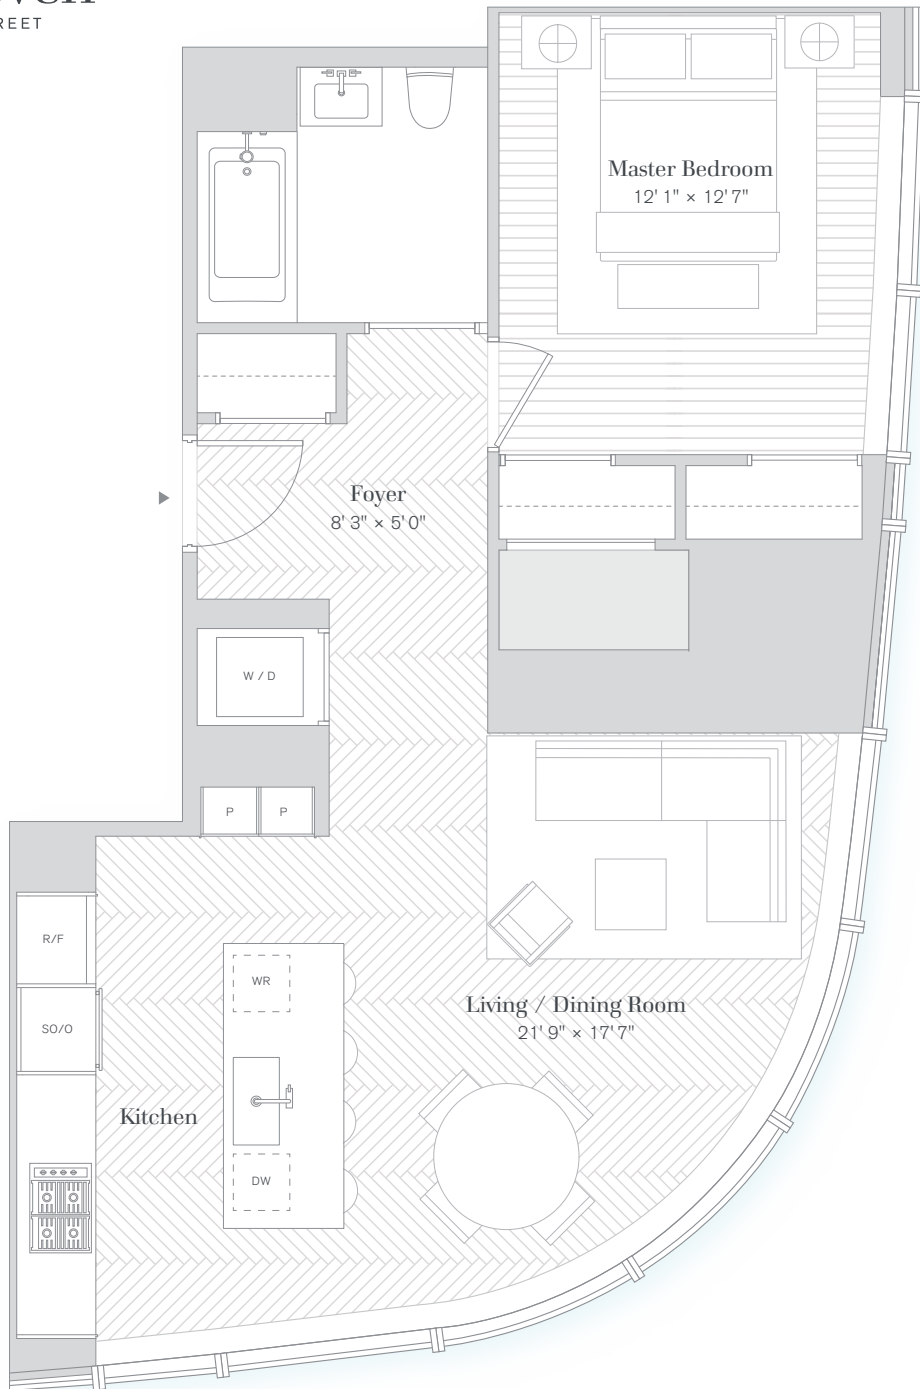 REET
Master Bedroom
12' 1" × 12' 7"
Foyer
8' 3" × 5' 0"
W / D
P P
R/F
WR
SO/O
Living / Dining Room
21' 9" × 17' 7"
Kitchen
DW